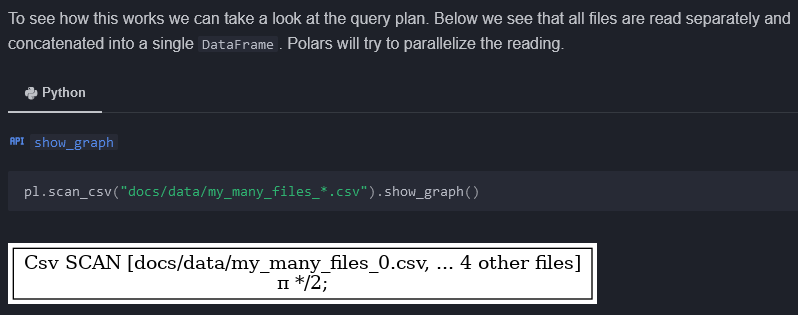 To see how this works we can take a look at the query plan. Below we see that all files are read separately and
concatenated into a single DataFrame. Polars will try to parallelize the reading.
Python
API show_graph
pl.scan_csv("docs/data/my_many_files_*.csv").show_graph()
Csv SCAN [docs/data/my_many_files_0.csv, ... 4 other files]
π */2;